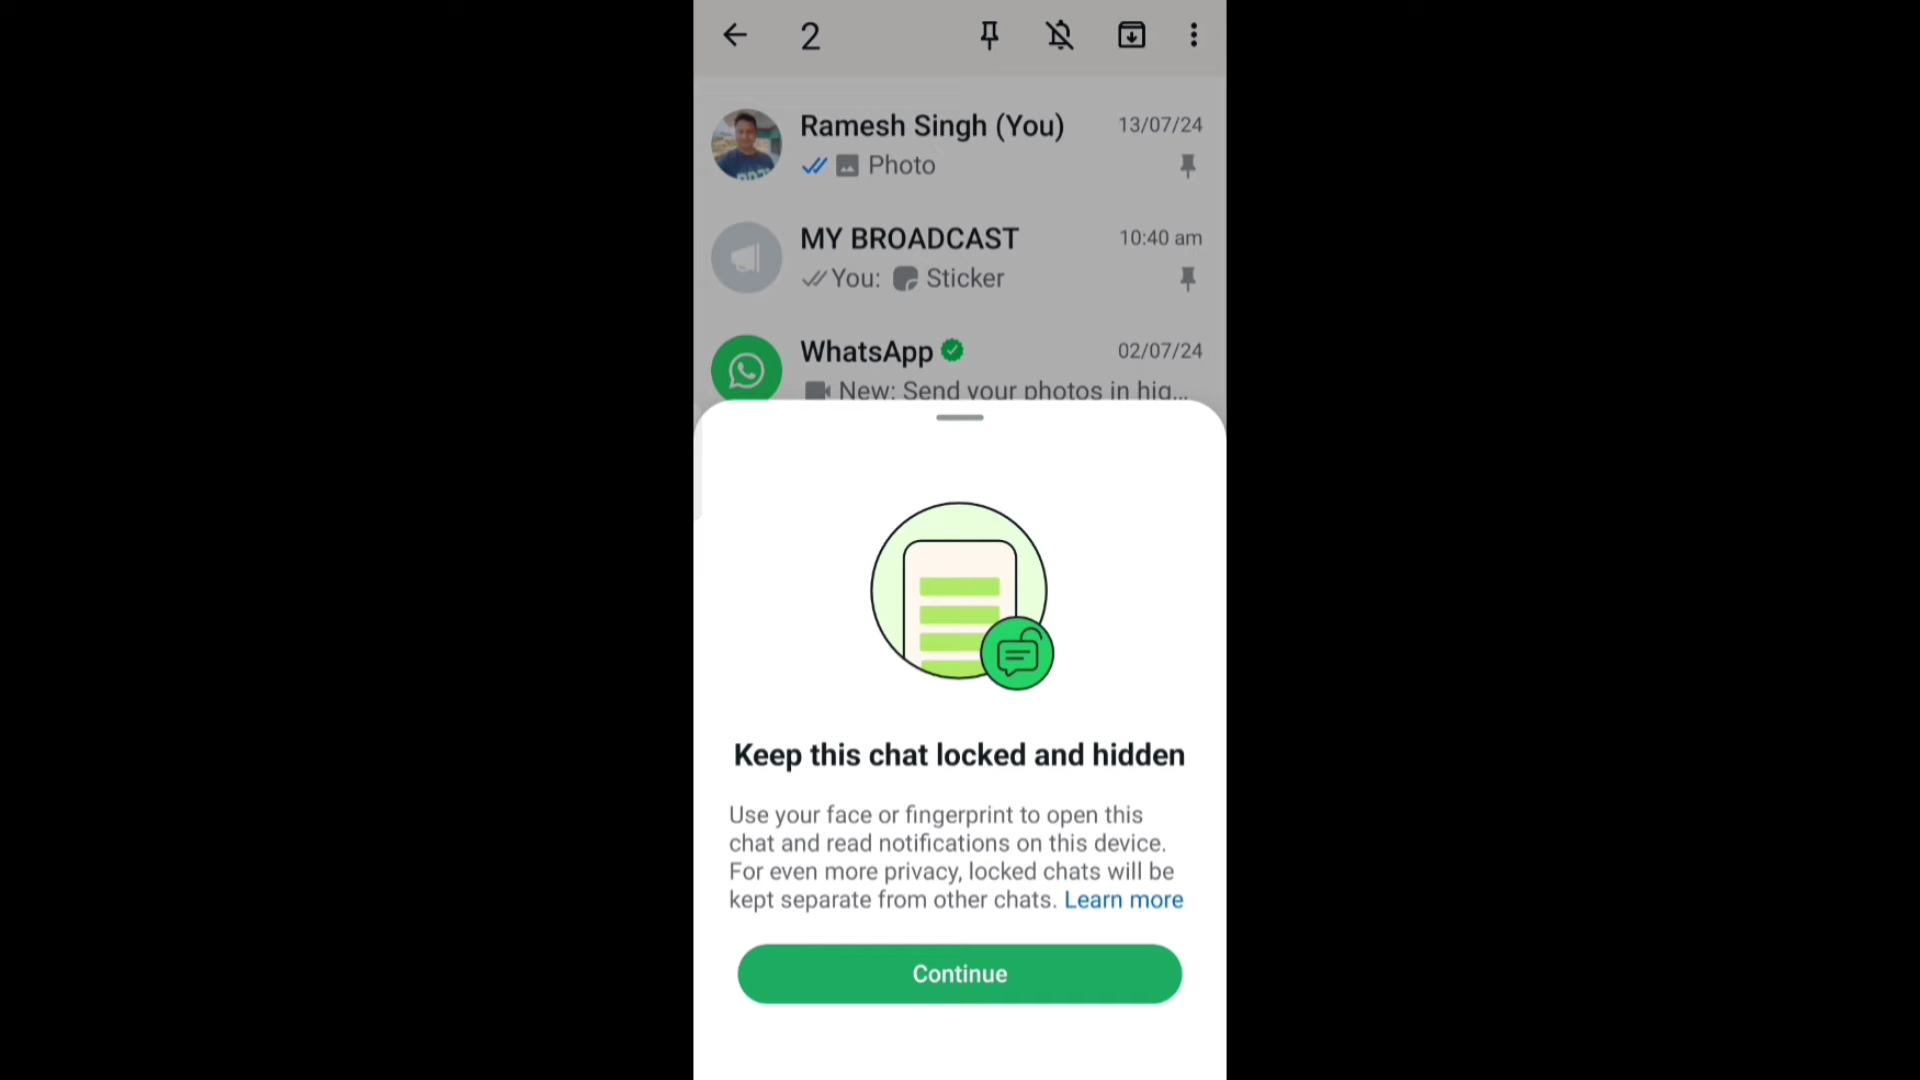 2
Ramesh Singh (You) 13/07/24
Photo
MY BROADCAST 10:40 am
You: Sticker
WhatsApp 02/07/24
New: Send your photos in hig...
Keep this chat locked and hidden
Use your face or fingerprint to open this
chat and read notifications on this device.
For even more privacy, locked chats will be
kept separate from other chats. Learn more
Continue